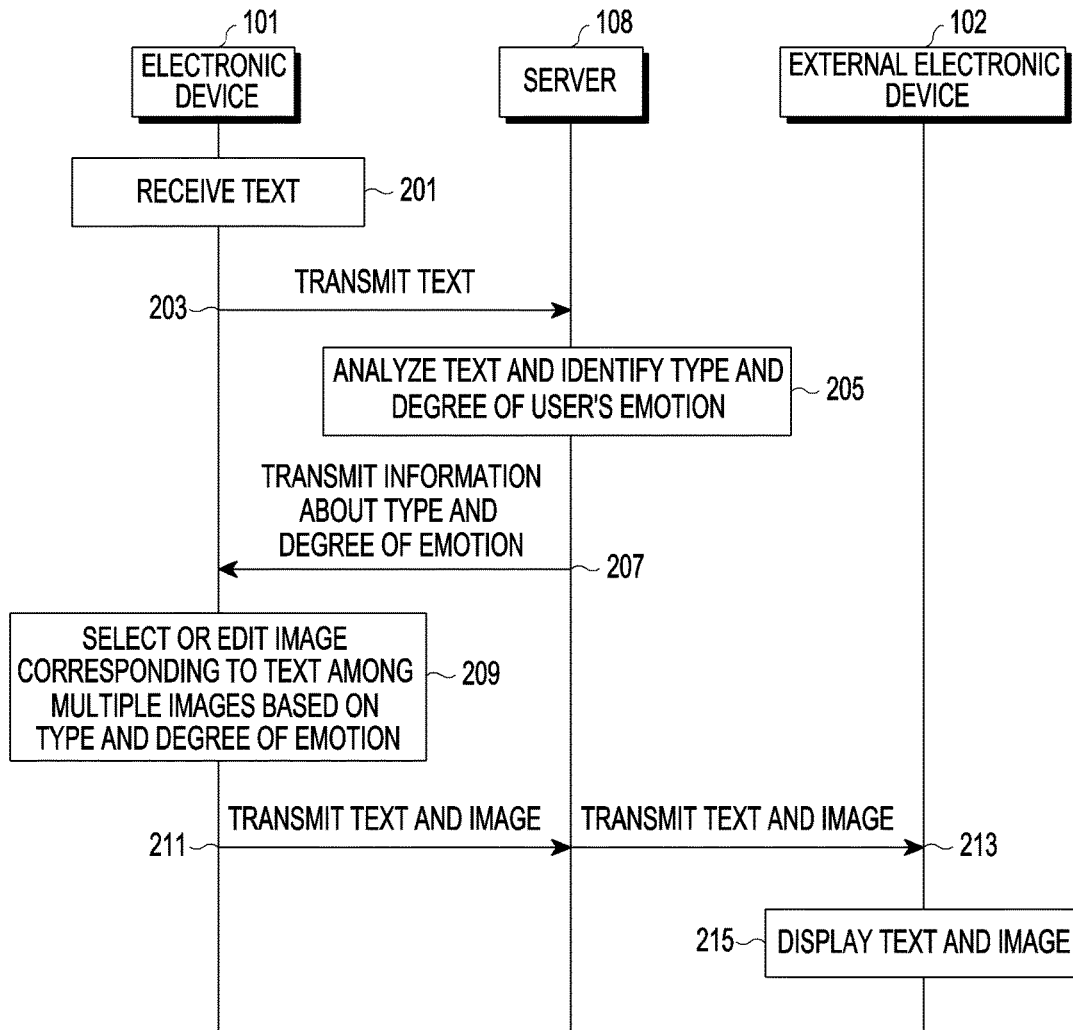 101
108
102
ELECTRONIC
DEVICE
SERVER
EXTERNAL ELECTRONIC
DEVICE
RECEIVE TEXT
201
TRANSMIT TEXT
203
ANALYZE TEXT AND IDENTIFY TYPE AND
DEGREE OF USER'S EMOTION
205
TRANSMIT INFORMATION
ABOUT TYPE AND
DEGREE OF EMOTION
207
SELECT OR EDIT IMAGE
CORRESPONDING TO TEXT AMONG
MULTIPLE IMAGES BASED ON
TYPE AND DEGREE OF EMOTION
209
TRANSMIT TEXT AND IMAGE
TRANSMIT TEXT AND IMAGE
211
213
215
DISPLAY TEXT AND IMAGE